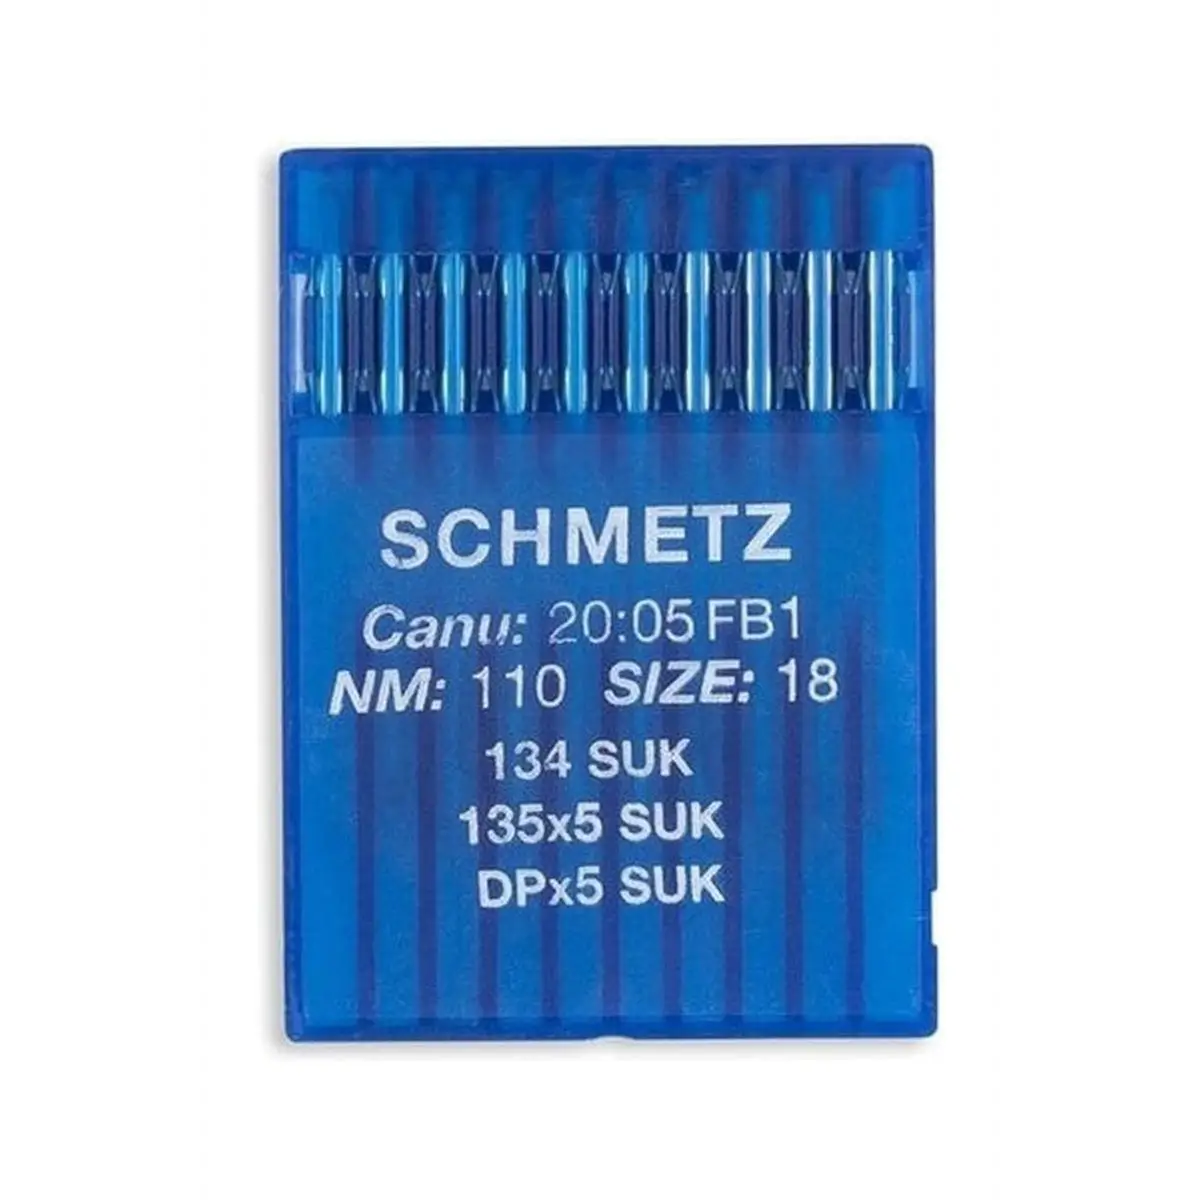 SCHMETZ
Canu: 20:05 FB1
NM: 110 SIZE: 18
134 SUK
135x5 SUK
DPx5 SUK